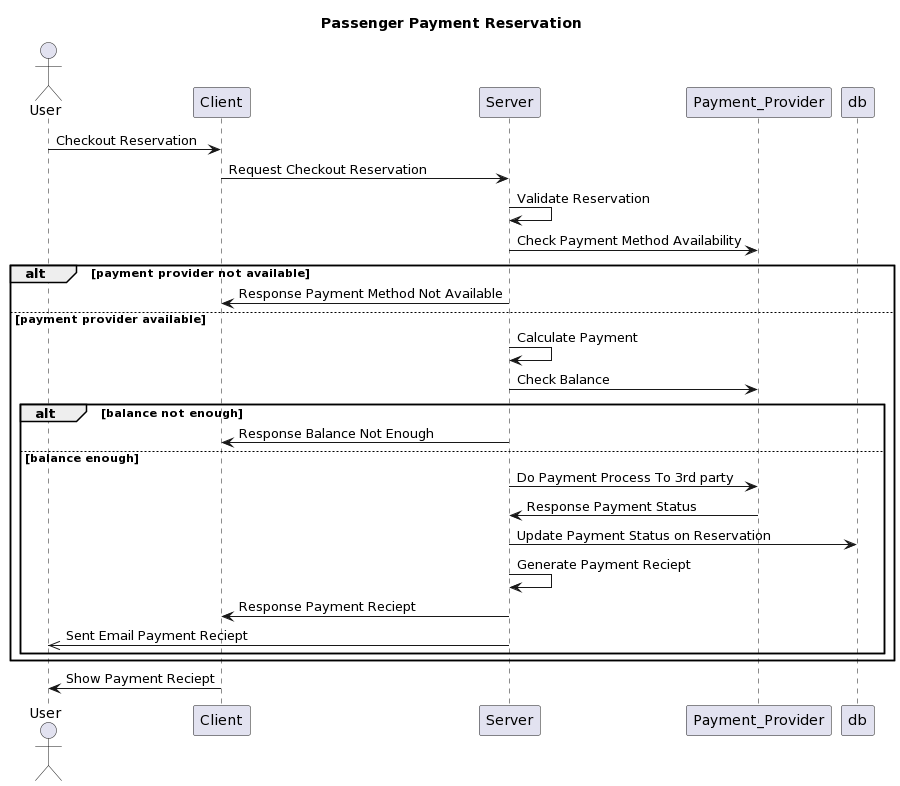 Passenger Payment Reservation
User
Client
Server
Payment_Provider
db
Checkout Reservation
Request Checkout Reservation
Validate Reservation
Check Payment Method Availability
alt
[payment provider not available]
Response Payment Method Not Available
[payment provider available]
Calculate Payment
Check Balance
alt
[balance not enough]
Response Balance Not Enough
[balance enough]
Do Payment Process To 3rd party
Response Payment Status
Update Payment Status on Reservation
Generate Payment Reciept
Response Payment Reciept
Sent Email Payment Reciept
Show Payment Reciept
User
Client
Server
Payment_Provider
db